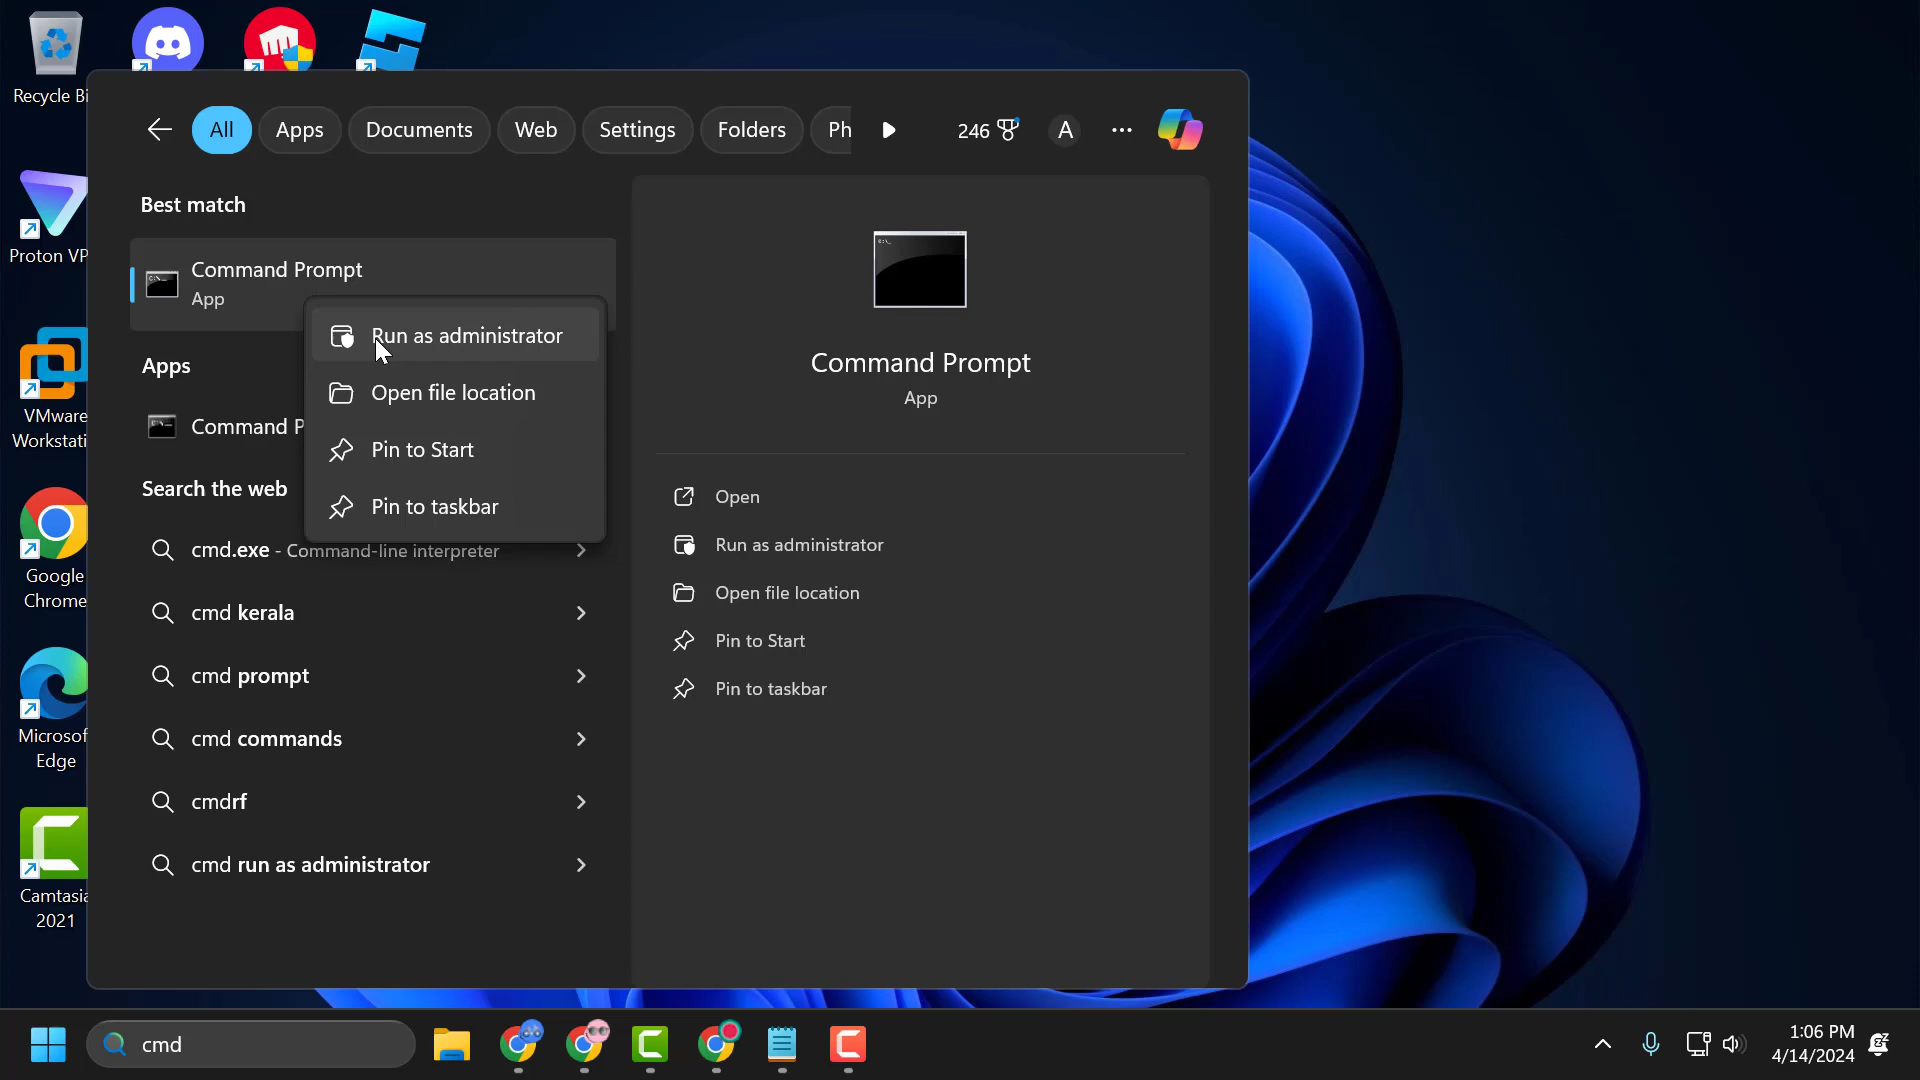 Recycle Bi
Proton VP
VMware
Workstati
Google
Chrome
Microsof
Edge
Camtasia
2021
All
Apps
Documents
Web
Settings
Folders
Ph
246
A
Best match
Command Prompt
App
Run as administrator
Open file location
Pin to Start
Pin to taskbar
Apps
Command P
Search the web
cmd.exe - Command-line interpreter
cmd kerala
cmd prompt
cmd commands
cmdrf
cmd run as administrator
Command Prompt
App
Open
Run as administrator
Open file location
Pin to Start
Pin to taskbar
cmd
1:06 PM
4/14/2024